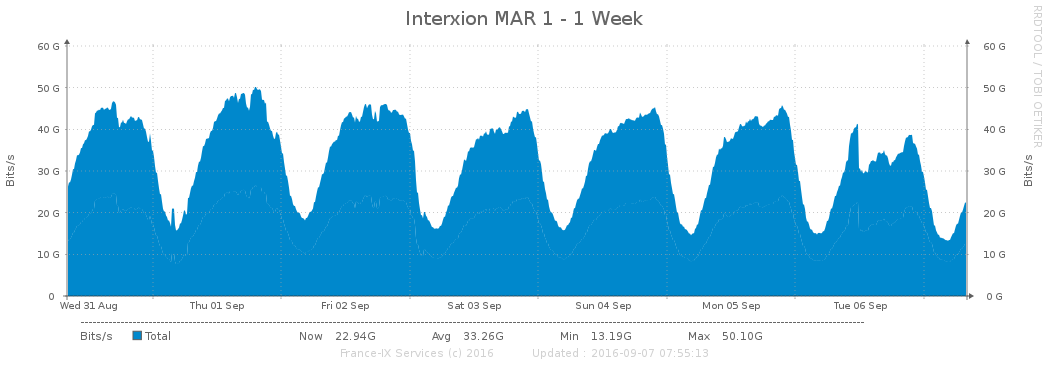 Interxion MAR 1 - 1 Week
RRDTOOL / TOBI OETIKER
60 G
60 G
50 G
50 G
40 G
40 G
30 G
30 G
20 G
20 G
10 G
10 G
0
0 G
Bits/s
Bits/s
Wed 31 Aug Thu 01 Sep Fri 02 Sep Sat 03 Sep Sun 04 Sep Mon 05 Sep Tue 06 Sep
Bits/s Total Now 22.94G Avg 33.26G Min 13.19G Max 50.10G
France-IX Services (c) 2016 Updated : 2016-09-07 07:55:13